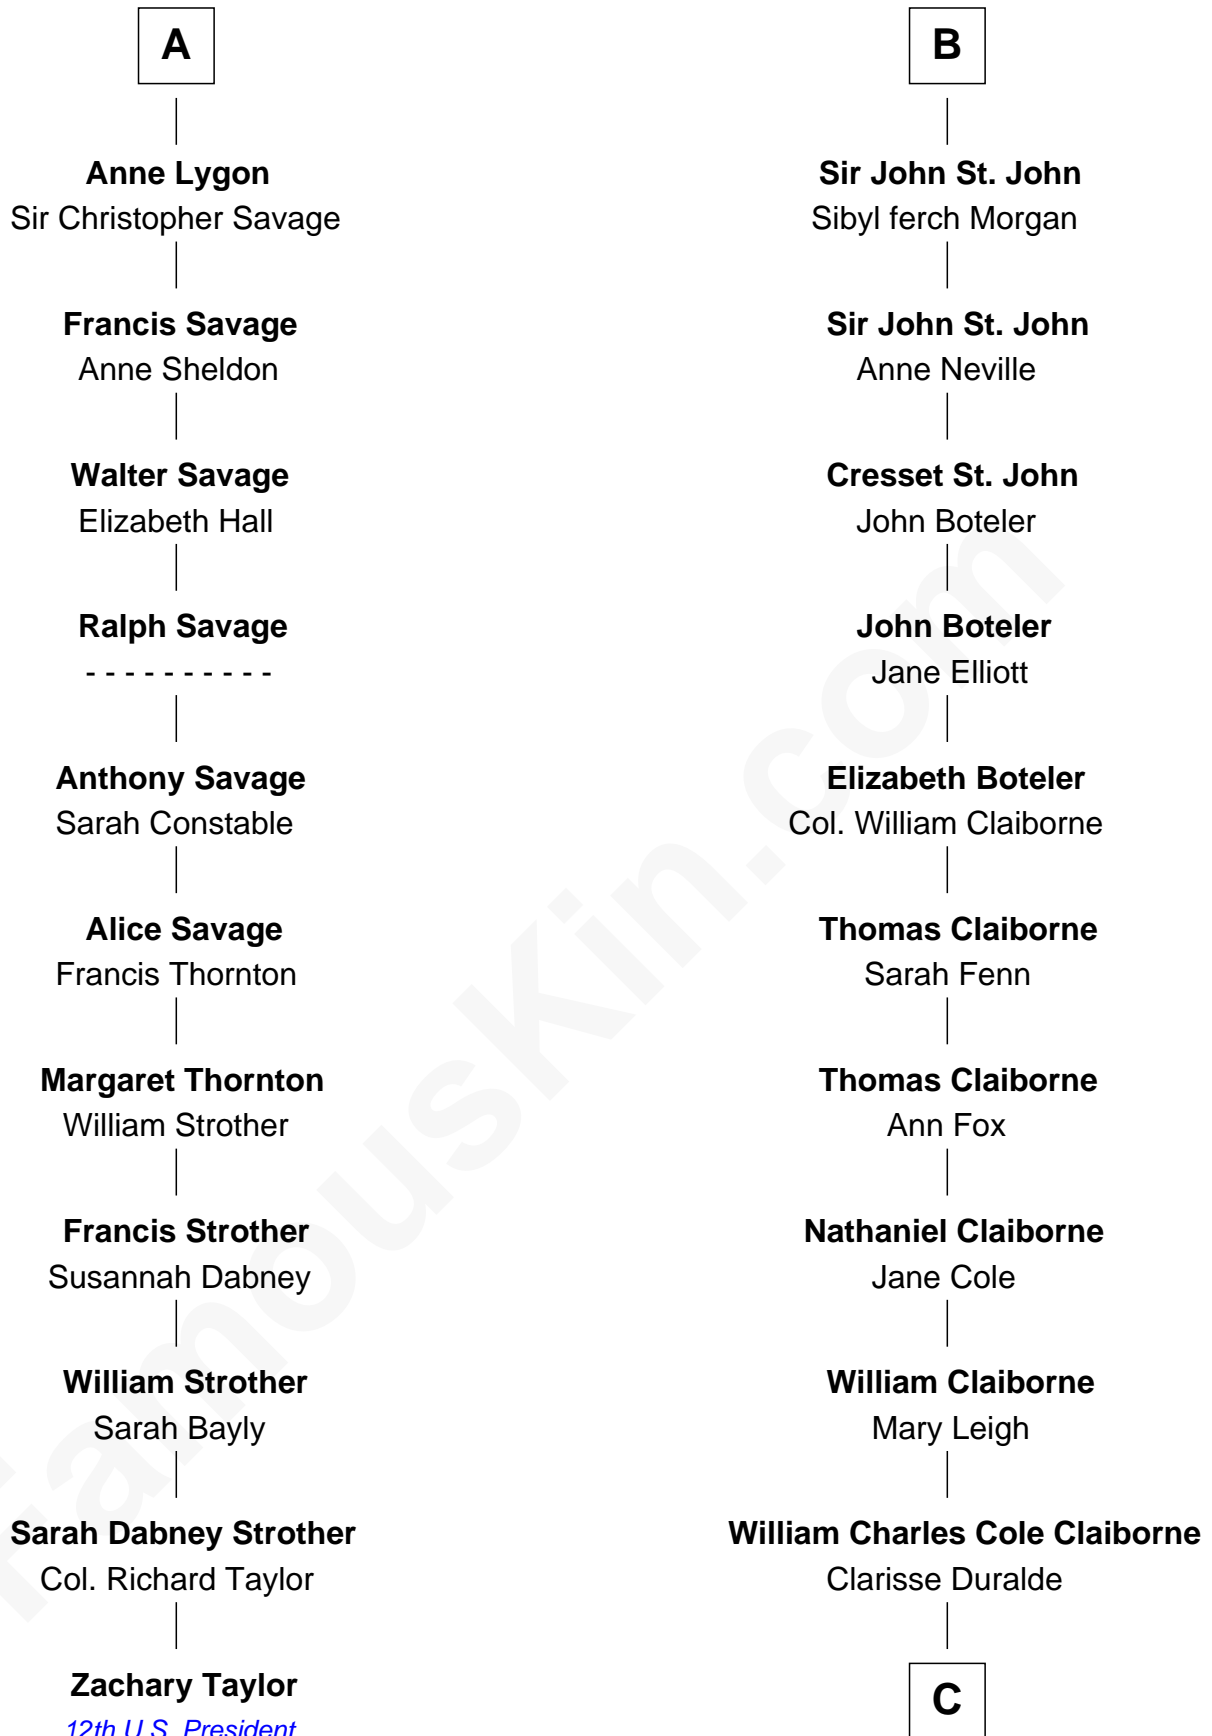 A
Anne Lygon
Sir Christopher Savage
Francis Savage
Anne Sheldon
Walter Savage
Elizabeth Hall
Ralph Savage
- - - - - - - - - -
Anthony Savage
Sarah Constable
Alice Savage
Francis Thornton
Margaret Thornton
William Strother
Francis Strother
Susannah Dabney
William Strother
Sarah Bayly
Sarah Dabney Strother
Col. Richard Taylor
Zachary Taylor
12th U.S. President
B
Sir John St. John
Sibyl ferch Morgan
Sir John St. John
Anne Neville
Cresset St. John
John Boteler
John Boteler
Jane Elliott
Elizabeth Boteler
Col. William Claiborne
Thomas Claiborne
Sarah Fenn
Thomas Claiborne
Ann Fox
Nathaniel Claiborne
Jane Cole
William Claiborne
Mary Leigh
William Charles Cole Claiborne
Clarisse Duralde
C
FamousKin.com